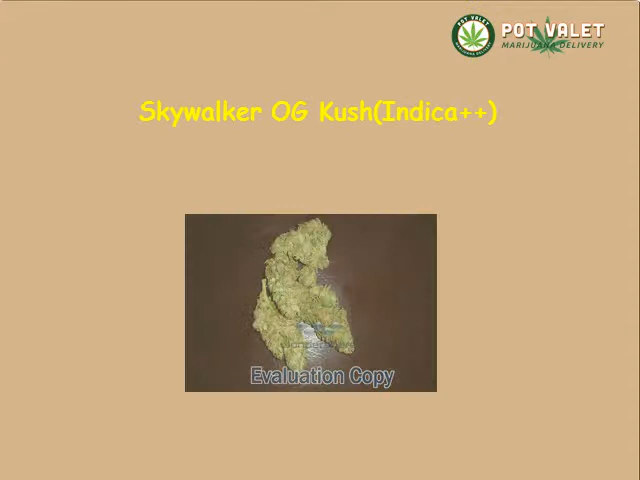 POT VALET
MARIJUANA DELIVERY
Skywalker OG Kush(Indica++)
Evaluation Copy